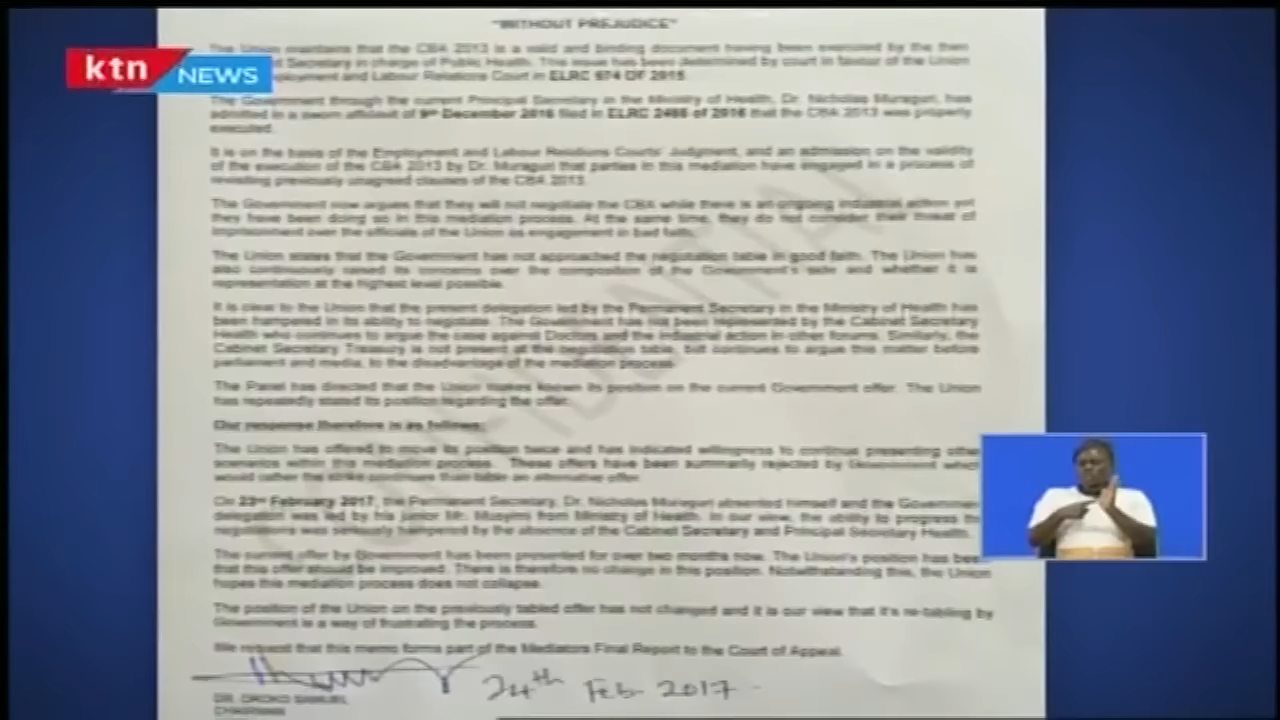 "WITHOUT PREJUDICE"
ktn NEWS
The Union maintains that the CBA 2013 is a valid and binding document having been executed by the then
Secretary in charge of Public Health. This issue has been determined by court in favour of the Union
Employment and Labour Relations Court in ELRC 574 OF 2015.
The Government through the current Principal Secretary in the Ministry of Health, Dr. Nicholas Muraguri, has
admitted in a sworn affidavit of 9th December 2016 filed in ELRC of 2016 that the CBA 2013 was properly
executed.
It is on the basis of the Employment and Labour Relations Courts' Judgment, and an admission on the validity
of the execution of the CBA 2013 by Dr. Muraguri that parties in this mediation have engaged in a process of
revisiting previously unagreed clauses of the CBA 2013.
The Government now argues that they will not negotiate the CBA while there is an ongoing industrial action yet
they have been doing so in this mediation process. At the same time, they do not consider their threat of
imprisonment over the officials of the Union as engagement in bad faith.
The Union states that the Government has not approached the negotiation table in good faith. The Union has
also continuously raised its concerns over the composition of the Government's side and whether it is
representation at the highest level possible.
It is clear to the Union that the present delegation led by the Permanent Secretary in the Ministry of Health has
been hampered in its ability to negotiate. The Government has not been represented by the Cabinet Secretary
Health who continues to argue the case against Doctors and the industrial action in other forums. Similarly, the
Cabinet Secretary Treasury is not present at the negotiation table, but continues to argue this matter before
parliament and media, to the disadvantage of the mediation process.
The Panel has directed that the Union makes known its position on the current Government offer. The Union
has repeatedly stated its position regarding the offer.
Our response therefore is as follows:
The Union has offered to move its position twice and has indicated willingness to continue presenting other
scenarios within this mediation process. These offers have been summarily rejected by Government which
would rather the strike continues than table an alternative offer.
On 23rd February 2017, the Permanent Secretary, Dr. Nicholas Muraguri absented himself and the Government
delegation was led by his junior Mr. from Ministry of Health. In our view, the ability to progress the
negotiations was seriously hampered by the absence of the Cabinet Secretary and Principal Secretary Health.
The current offer by Government has been presented for over two months now. The Union's position has been
that this offer should be improved. There is therefore no change in this position. Notwithstanding this, the Union
hopes this mediation process does not collapse.
The position of the Union on the previously tabled offer has not changed and it is our view that it's re-tabling by
Government is a way of frustrating the process.
We request that this memo forms part of the Mediators Final Report to the Court of Appeal.
24th Feb 2017
DR. OROKO SAMUEL
CHAIRMAN